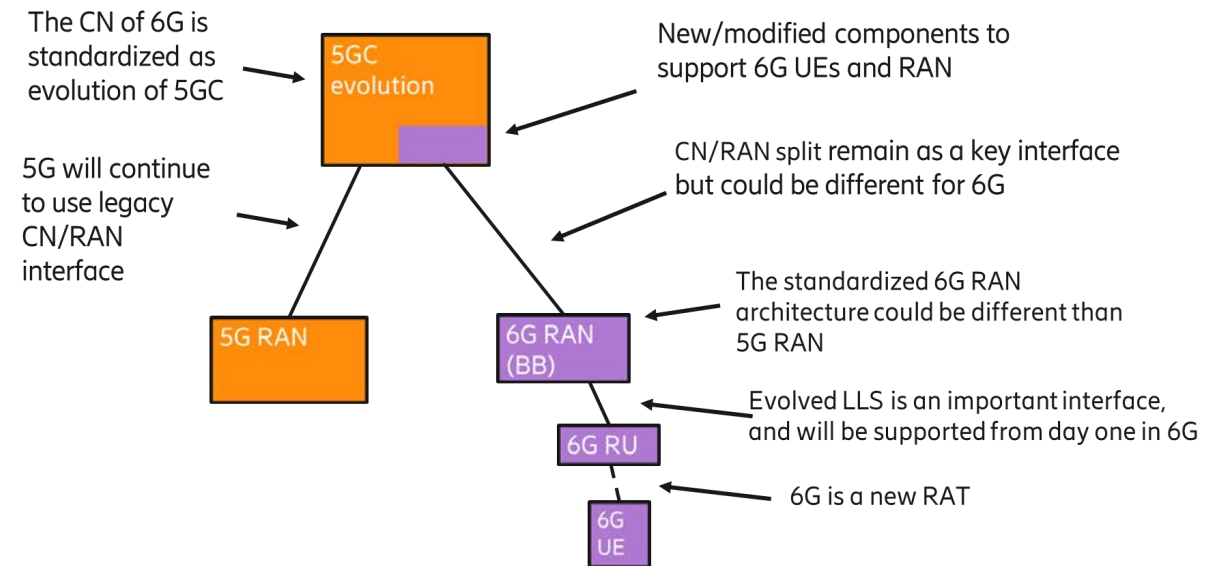 The CN of 6G is
standardized as
evolution of 5GC
5GC
evolution
New/modified components to
support 6G UEs and RAN
5G will continue
to use legacy
CN/RAN
interface
CN/RAN split remain as a key interface
but could be different for 6G
5G RAN
6G RAN
(BB)
The standardized 6G RAN
architecture could be different than
5G RAN
Evolved LLS is an important interface,
and will be supported from day one in 6G
6G RU
6G is a new RAT
6G
UE